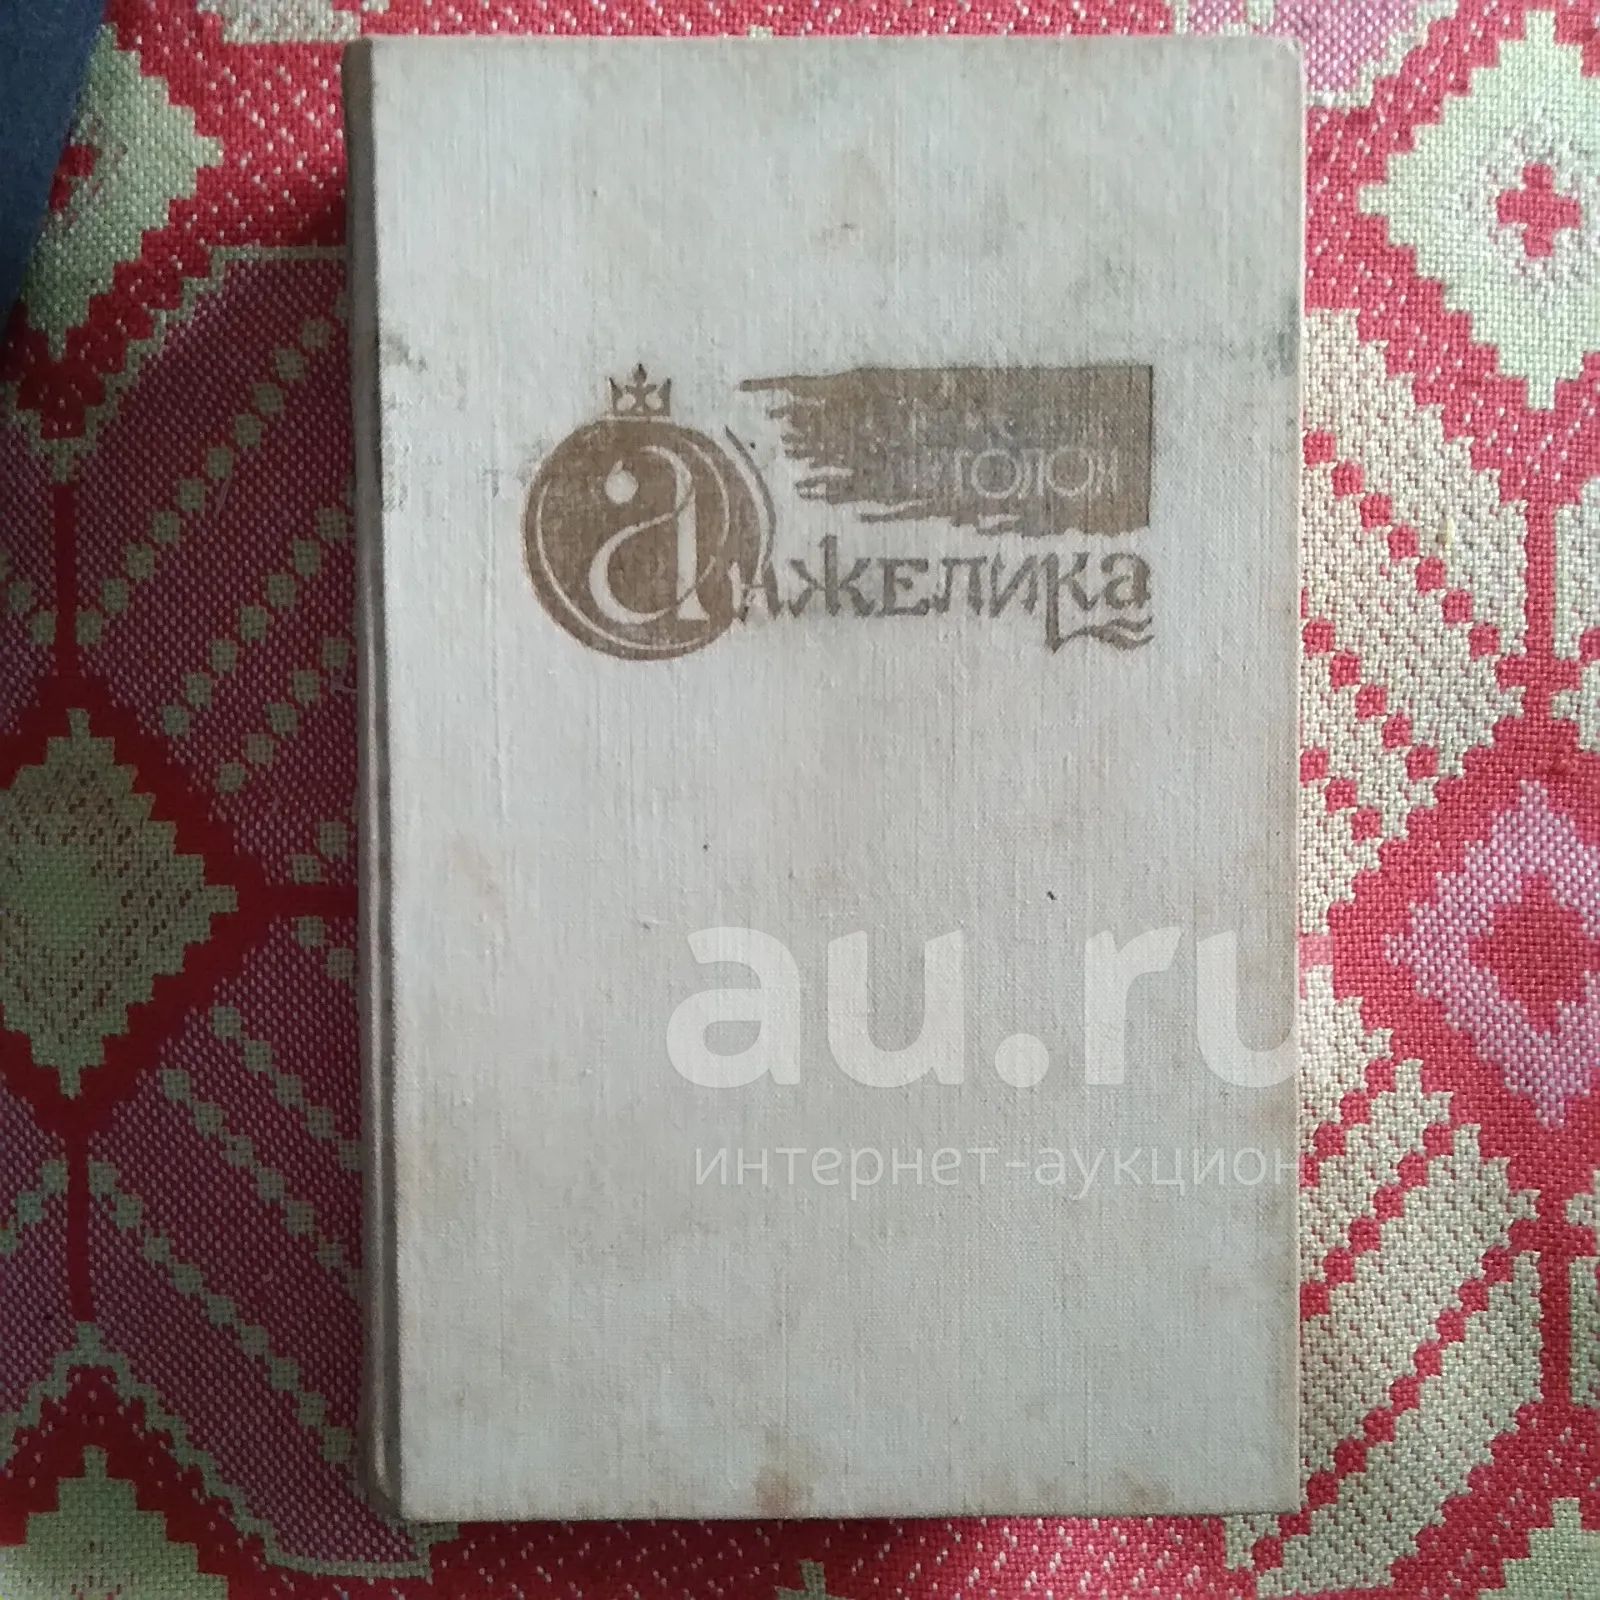 ГОЛОН
Анжелика
au.ru
интернет-аукцион